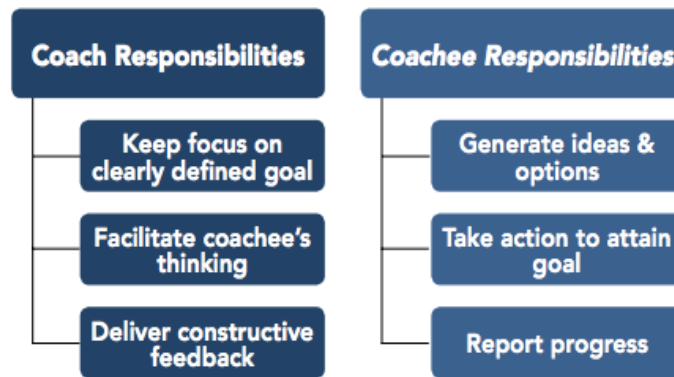 Coach Responsibilities
Keep focus on
clearly defined goal
Facilitate coachee's
thinking
Deliver constructive
feedback
Coachee Responsibilities
Generate ideas &
options
Take action to attain
goal
Report progress